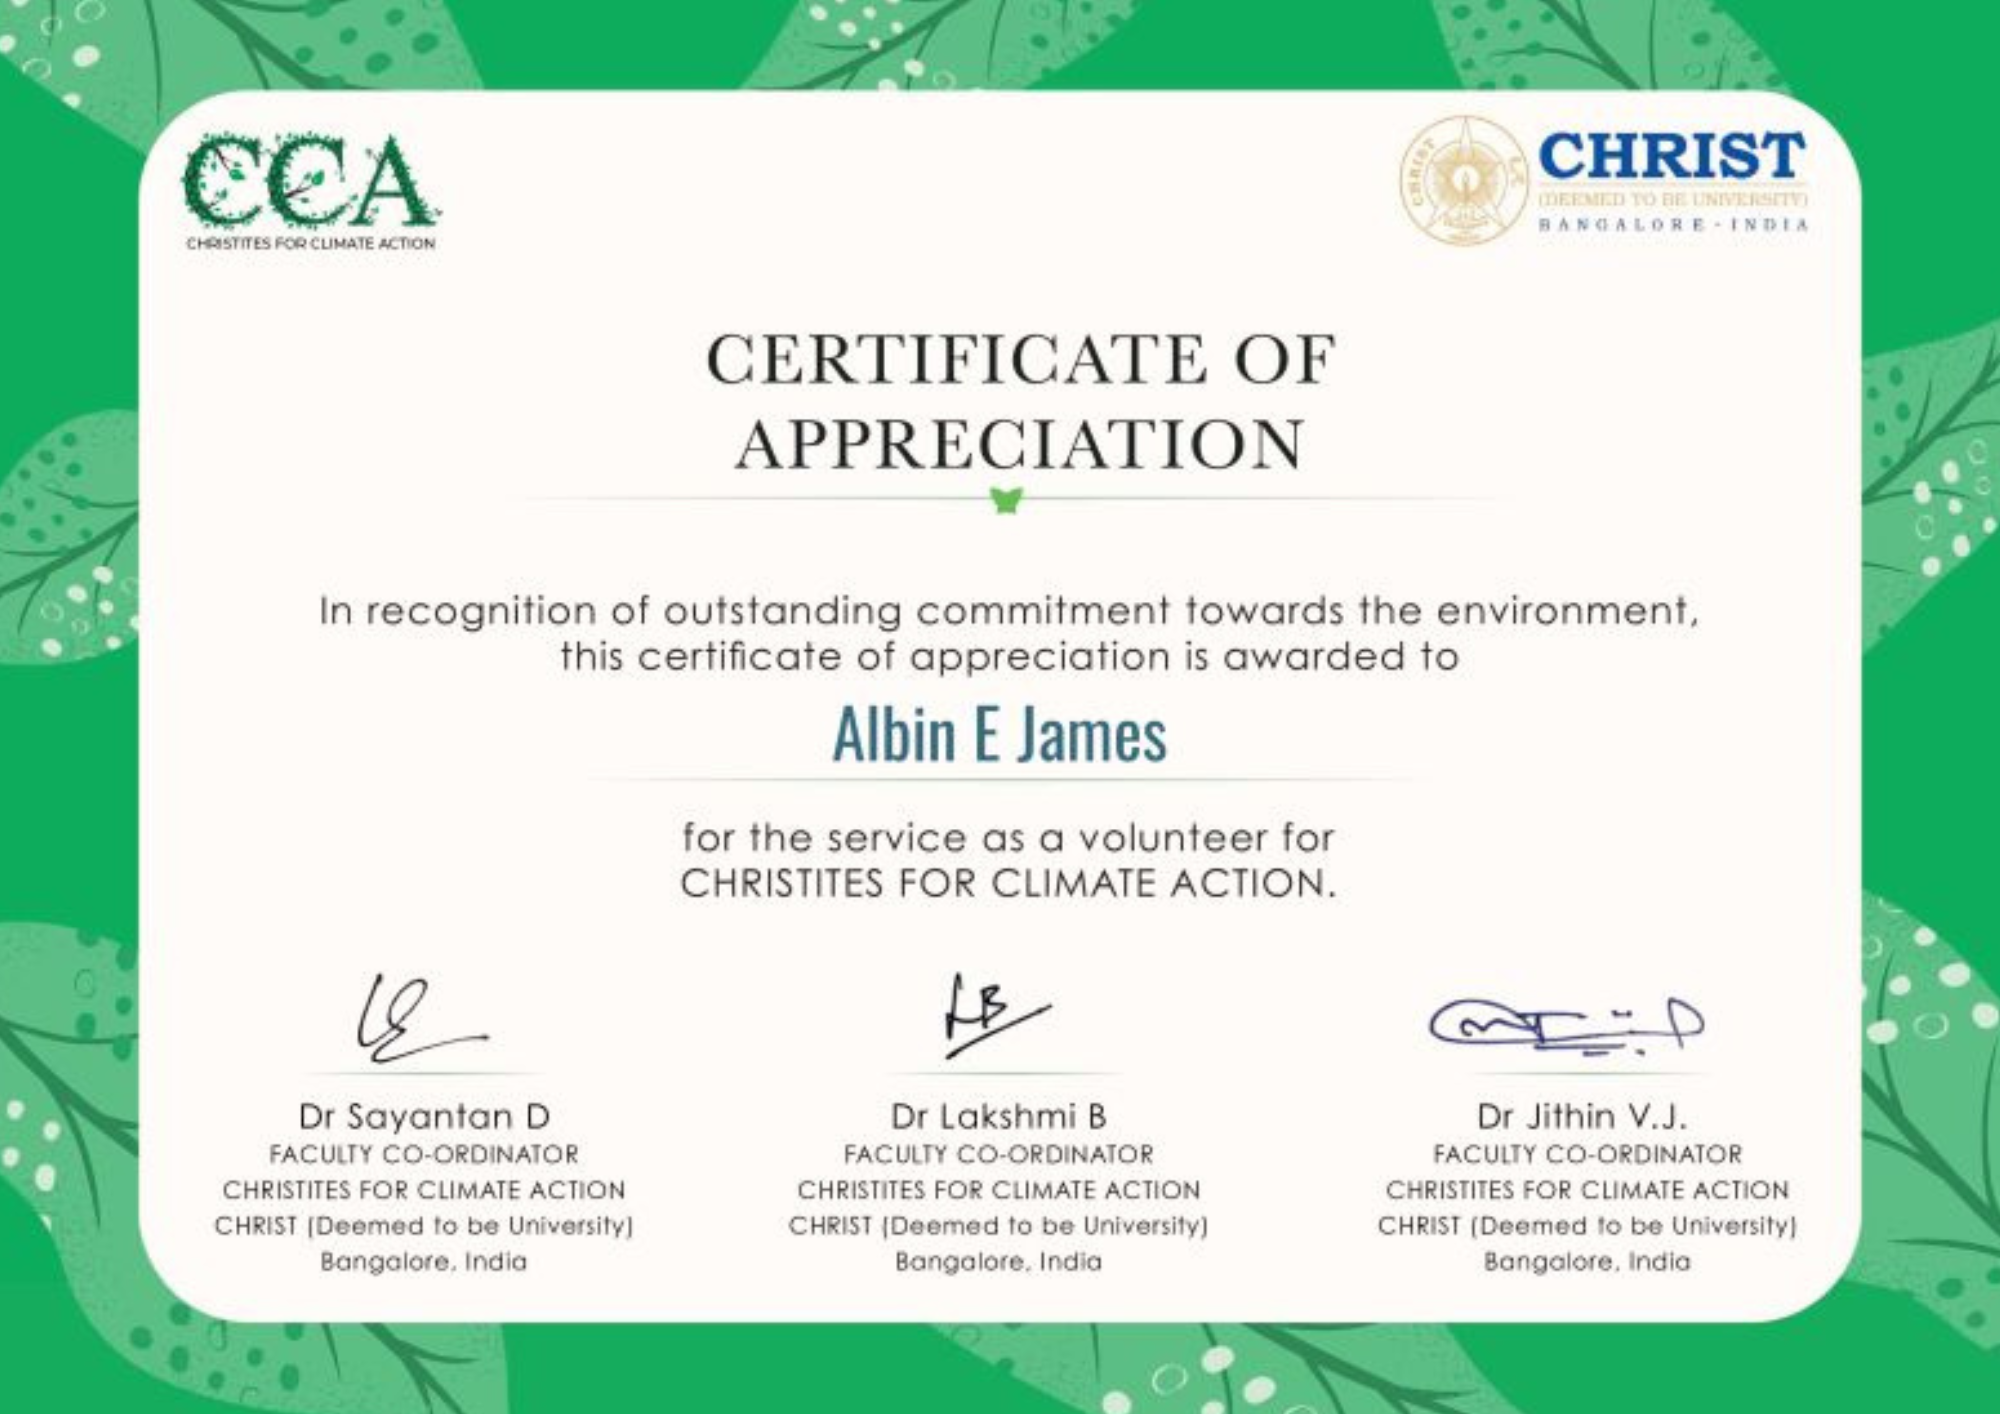 CCA
CHRISTITES FOR CLIMATE ACTION
CHRIST
(DEEMED TO BE UNIVERSITY)
BANGALORE - INDIA
CERTIFICATE OF
APPRECIATION
In recognition of outstanding commitment towards the environment,
this certificate of appreciation is awarded to
Albin E James
for the service as a volunteer for
CHRISTITES FOR CLIMATE ACTION.
Dr Sayantan D
FACULTY CO-ORDINATOR
CHRISTITES FOR CLIMATE ACTION
CHRIST (Deemed to be University)
Bangalore, India
LB
Dr Lakshmi B
FACULTY CO-ORDINATOR
CHRISTITES FOR CLIMATE ACTION
CHRIST (Deemed to be University)
Bangalore, India
Dr Jithin V.J.
FACULTY CO-ORDINATOR
CHRISTITES FOR CLIMATE ACTION
CHRIST (Deemed to be University)
Bangalore, India